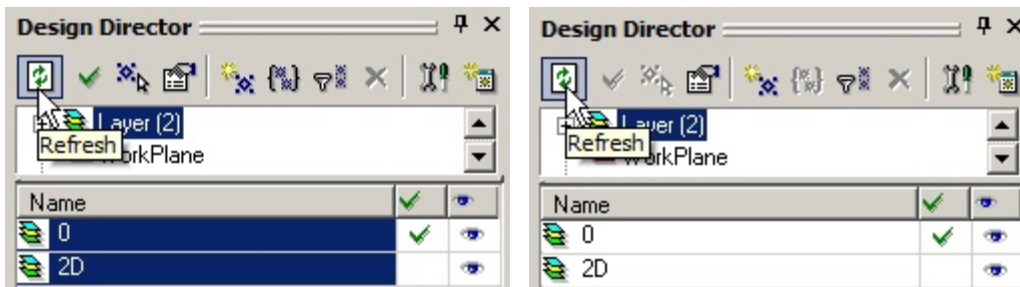 Design Director
Layer (2)
Refresh
WorkPlane
Name
0
2D
Design Director
Layer (2)
Refresh
WorkPlane
Name
0
2D